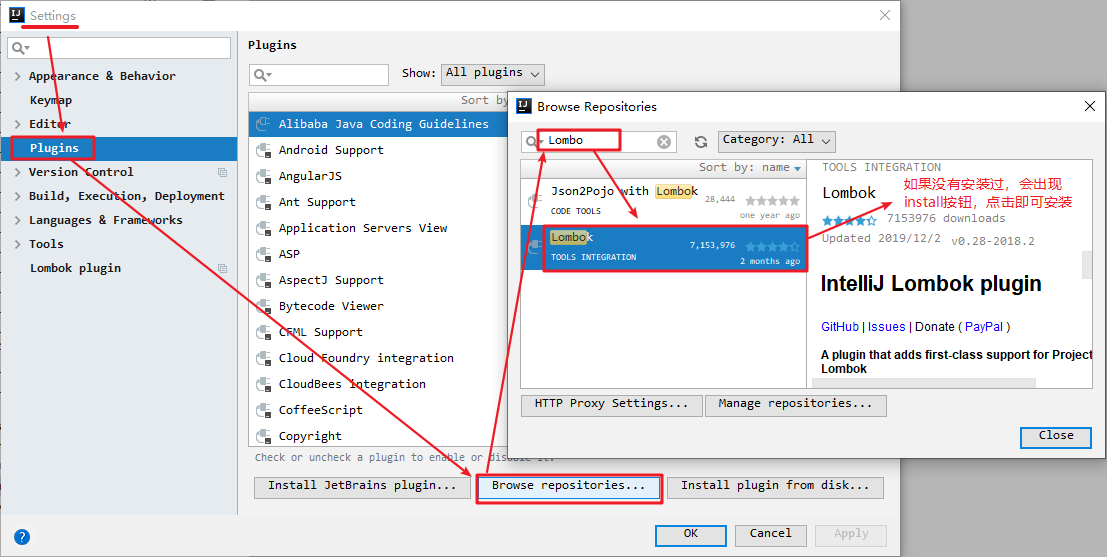 Settings
Appearance & Behavior
Keymap
Editor
Plugins
Version Control
Build, Execution, Deployment
Languages & Frameworks
Tools
Lombok plugin
Plugins
Show: All plugins
Sort by
Alibaba Java Coding Guidelines
Android Support
AngularJS
Ant Support
Application Servers View
ASP
AspectJ Support
Bytecode Viewer
CFML Support
Cloud Foundry integration
CloudBees integration
CoffeeScript
Copyright
Check or uncheck a plugin to enable or disable it.
Install JetBrains plugin...
Browse repositories...
Install plugin from disk...
OK
Cancel
Apply
Browse Repositories
Lombo
Category: All
Sort by: name
Json2Pojo with Lombok
28,444
CODE TOOLS
one year ago
Lombok
7,153,976
TOOLS INTEGRATION
2 months ago
TOOLS INTEGRATION
Lombok
如果没有安装过，会出现
install按钮，点击即可安装
7153976 downloads
Updated 2019/12/2 v0.28-2018.2
IntelliJ Lombok plugin
GitHub | Issues | Donate ( PayPal )
A plugin that adds first-class support for Project
Lombok
HTTP Proxy Settings...
Manage repositories...
Close